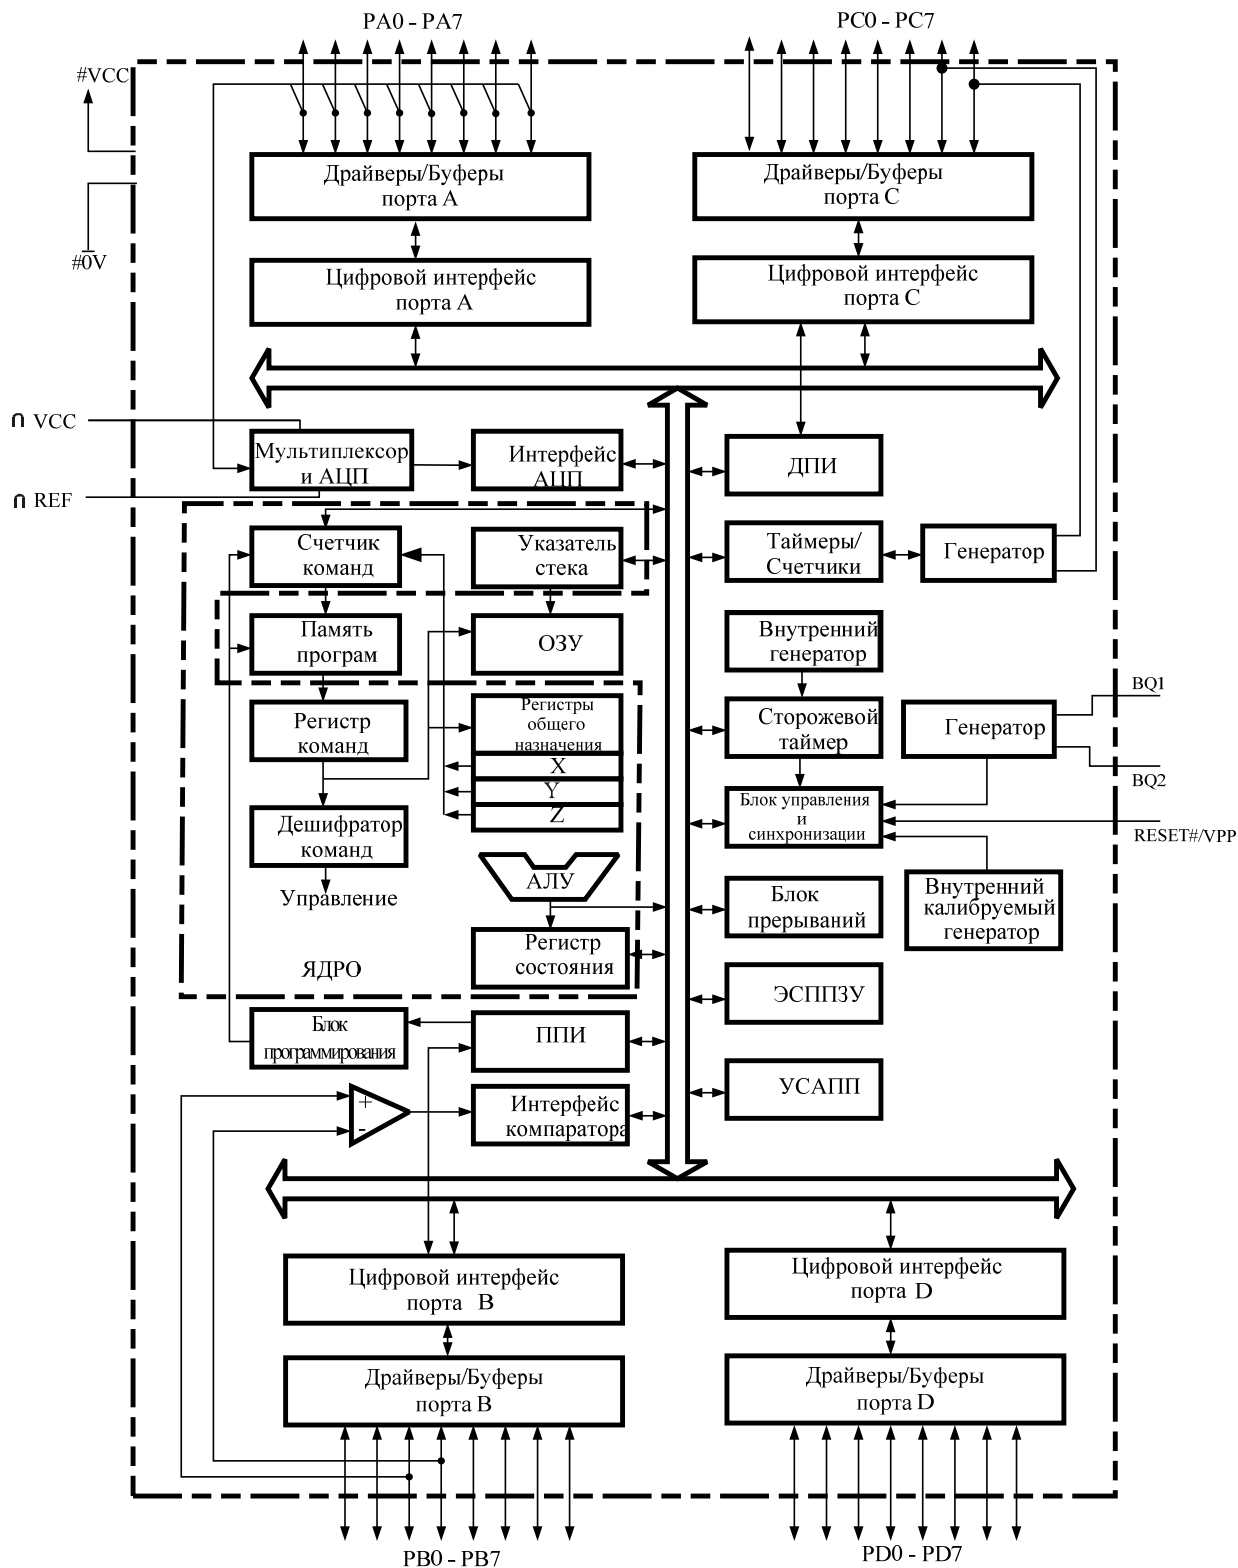 PA0 - PA7
PC0 - PC7
#VCC
Драйверы/Буферы
порта А
Драйверы/Буферы
порта С
#0V
Цифровой интерфейс
порта А
Цифровой интерфейс
порта С
∩ VCC
Мультиплексор
и АЦП
Интерфейс
АЦП
ДПИ
∩ REF
Счетчик
команд
Указатель
стека
Таймеры/
Счетчики
Генератор
Память
програм
ОЗУ
Внутренний
генератор
BQ1
Регистр
команд
Регистры
общего
назначения
X
Y
Z
Сторожевой
таймер
Генератор
BQ2
Дешифратор
команд
Блок управления
и
синхронизации
RESET#/VPP
Управление
АЛУ
Блок
прерываний
Внутренний
калибруемый
генератор
ЯДРО
Регистр
состояния
ЭСППЗУ
Блок
программирования
ППИ
УСАПП
+
-
Интерфейс
компаратора
Цифровой интерфейс
порта B
Цифровой интерфейс
порта D
Драйверы/Буферы
порта B
Драйверы/Буферы
порта D
PB0 - PB7
PD0 - PD7